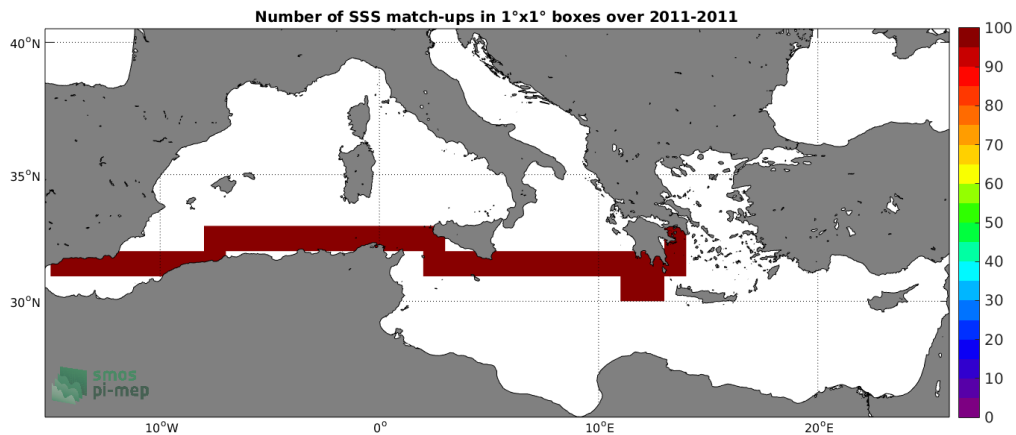 Number of SSS match-ups in 1°x1° boxes over 2011-2011
40°N
35°N
30°N
10°W
0°
10°E
20°E
100
90
80
70
60
50
40
30
20
10
0
smos
pi-mep